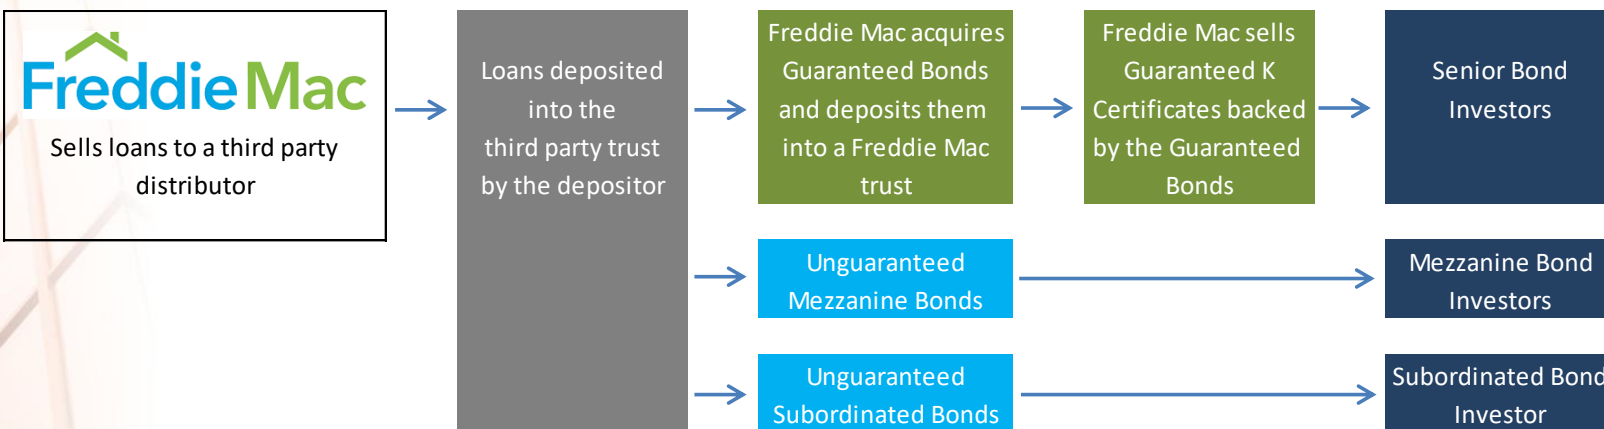 Freddie Mac
Sells loans to a third party
distributor
Loans deposited
into the
third party trust
by the depositor
Freddie Mac acquires
Guaranteed Bonds
and deposits them
into a Freddie Mac
trust
Freddie Mac sells
Guaranteed K
Certificates backed
by the Guaranteed
Bonds
Senior Bond
Investors
Unguaranteed
Mezzanine Bonds
Mezzanine Bond
Investors
Unguaranteed
Subordinated Bonds
Subordinated Bond
Investor